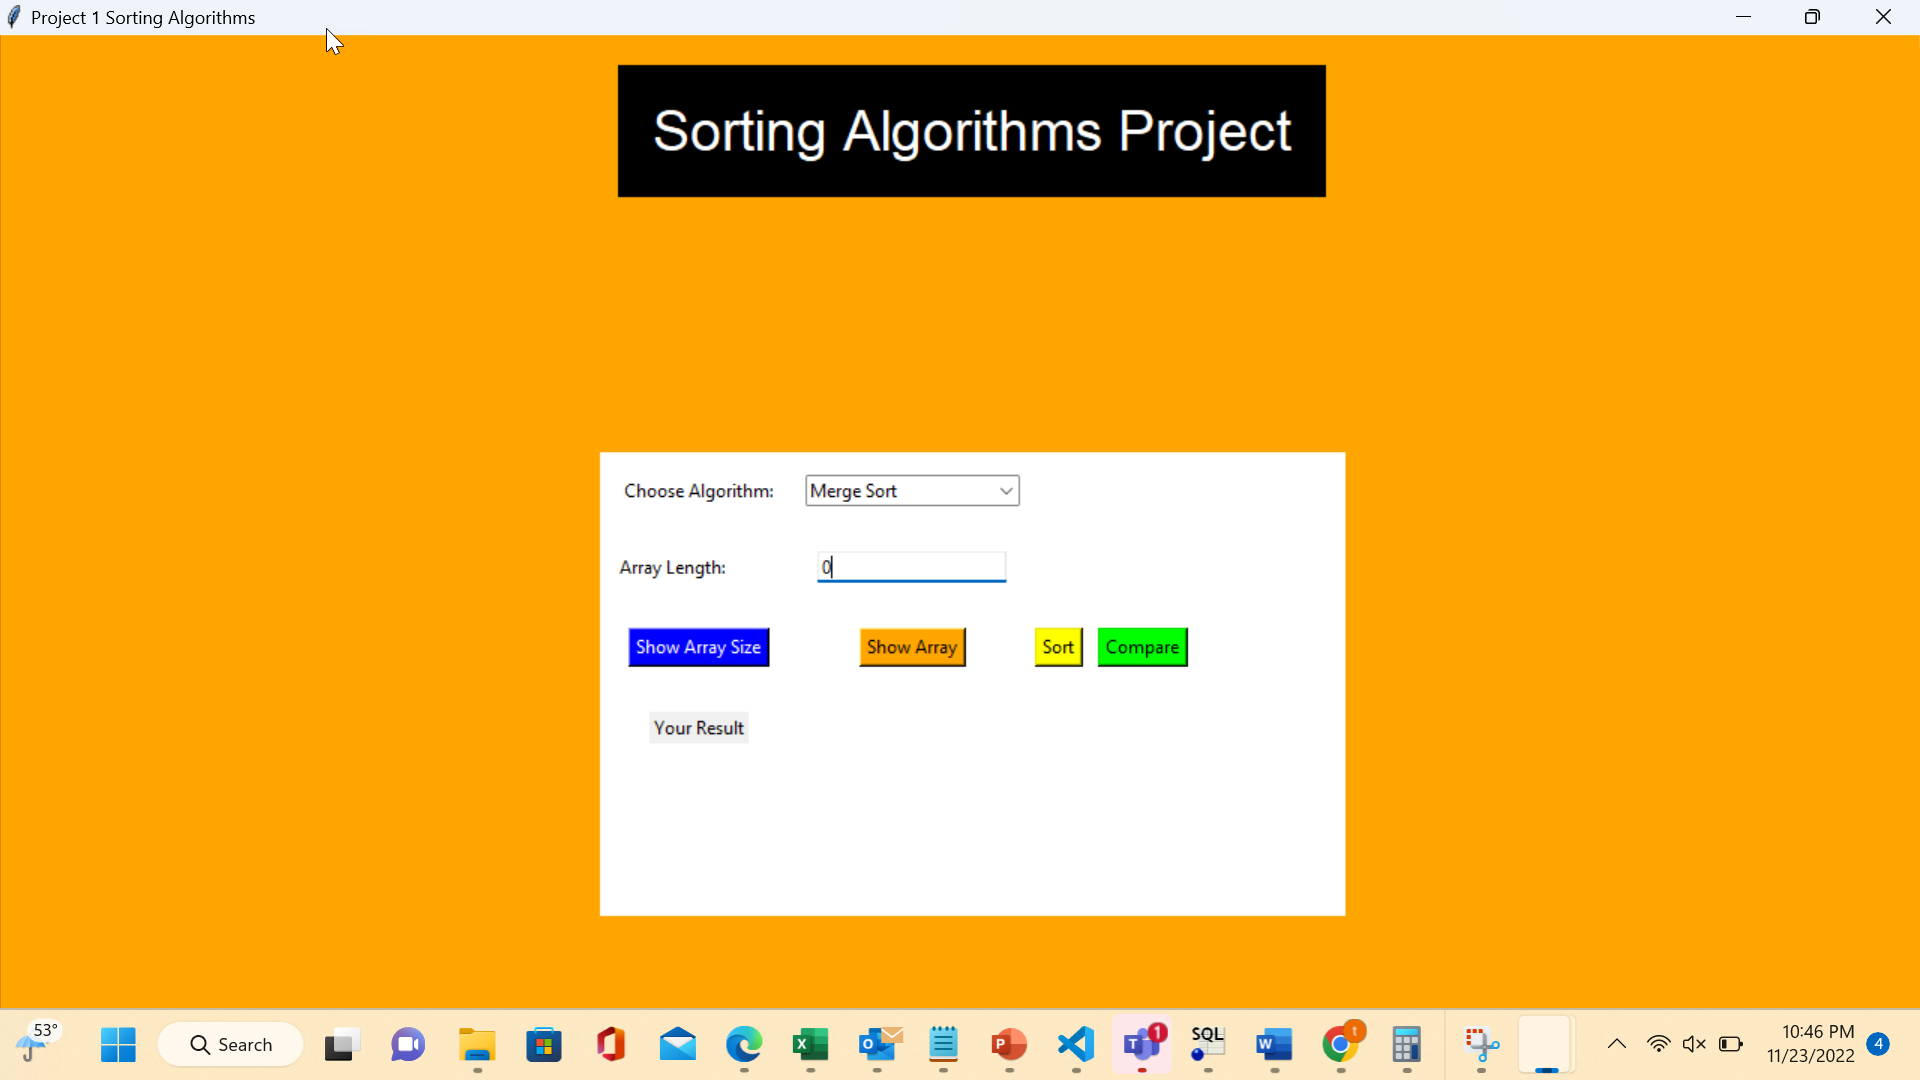 Project 1 Sorting Algorithms
Sorting Algorithms Project
Choose Algorithm:
Merge Sort
Array Length:
0
Show Array Size
Show Array
Sort
Compare
Your Result
53°
Search
X
O
P
T
1
SQL
W
t
10:46 PM
11/23/2022
4